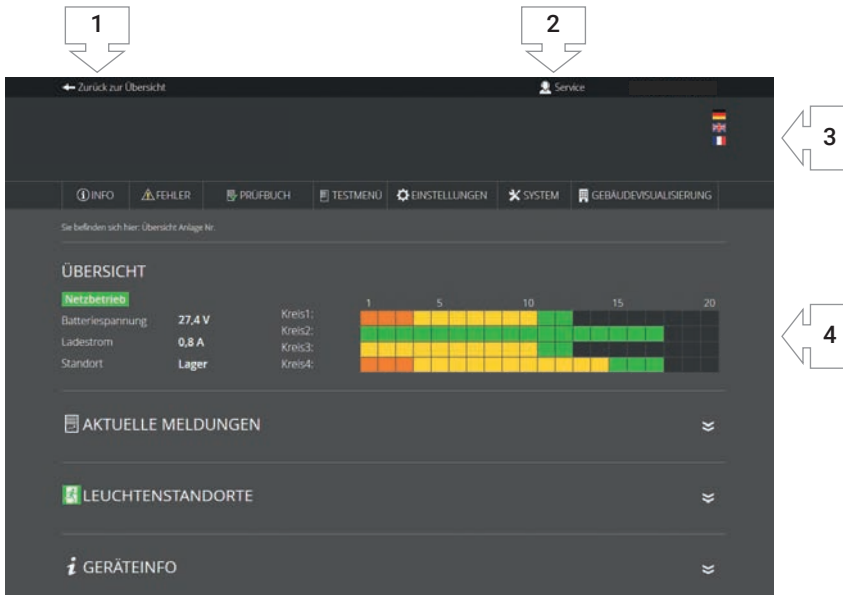 1
2
Zurück zur Übersicht
Service
3
INFO
FEHLER
PRÜFBUCH
TESTMENÜ
EINSTELLUNGEN
SYSTEM
GEBÄUDEVISUALISIERUNG
Sie befinden sich hier: Übersicht Anlage Nr.
ÜBERSICHT
Netzbetrieb
Batteriespannung 27,4 V
Ladestrom 0,8 A
Standort Lager
1 5 10 15 20
Kreis1:
Kreis2:
Kreis3:
Kreis4:
4
AKTUELLE MELDUNGEN
LEUCHTENSTANDORTE
GERÄTEINFO